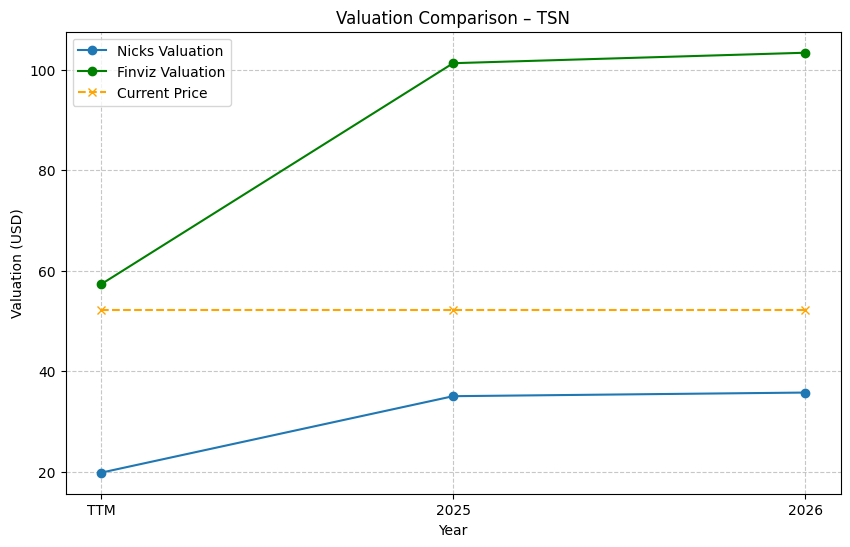 Valuation Comparison – TSN
Nicks Valuation
Finviz Valuation
Current Price
Valuation (USD)
100
80
60
40
20
TTM
2025
2026
Year